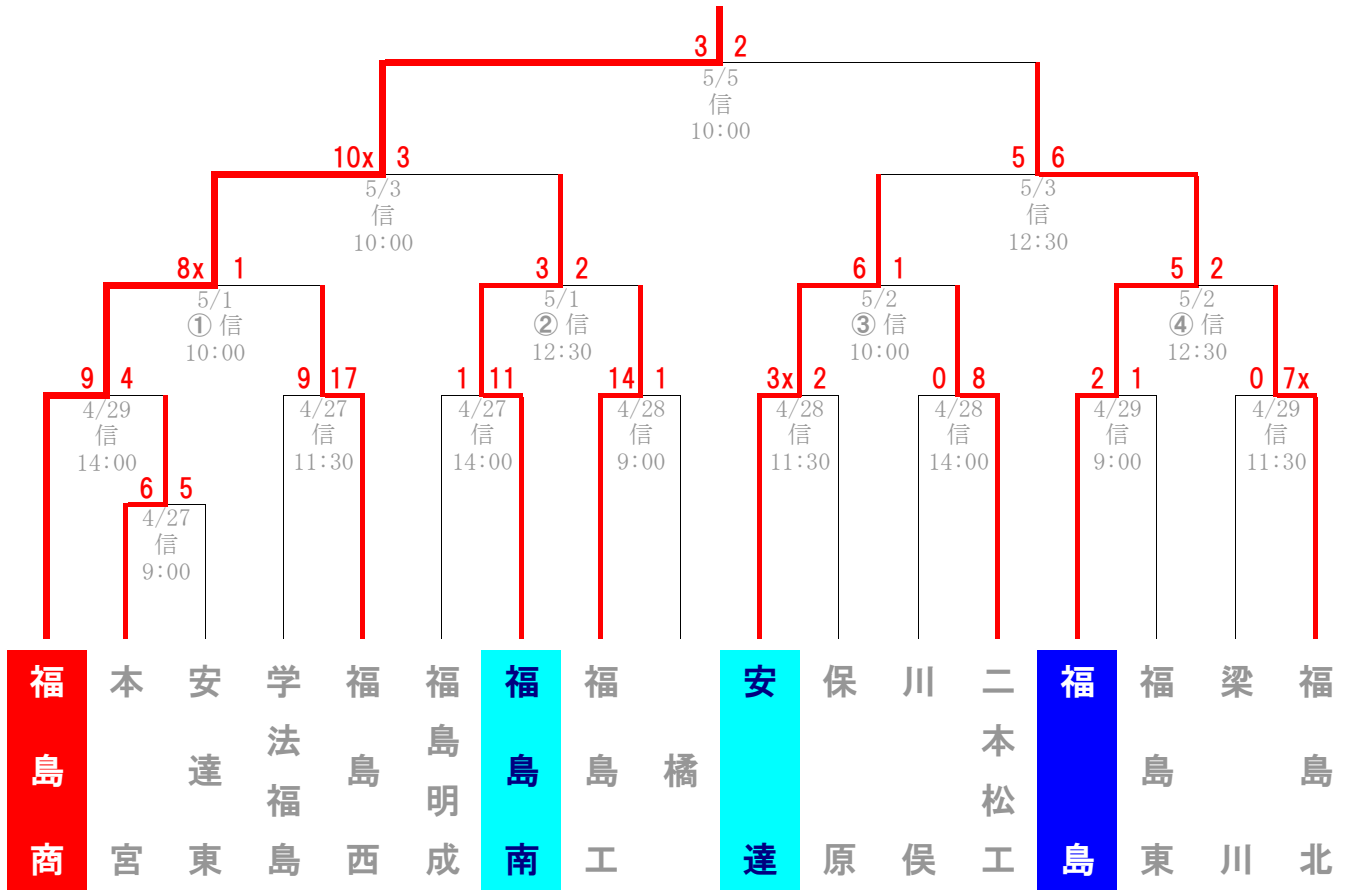 3 2
5/5
信
10:00
10x 3
5/3
信
10:00
5 6
5/3
信
12:30
8x 1
5/1
① 信
10:00
3 2
5/1
② 信
12:30
6 1
5/2
③ 信
10:00
5 2
5/2
④ 信
12:30
9 4
4/29
信
14:00
9 17
4/27
信
11:30
1 11
4/27
信
14:00
14 1
4/28
信
9:00
3x 2
4/28
信
11:30
0 8
4/28
信
14:00
2 1
4/29
信
9:00
0 7x
4/29
信
11:30
6 5
4/27
信
9:00
福島商
本宮
安達東
学法福島
福島西
福島明成
福島南
福島工
橘
安達
保原
川俣
二本松工
福島
福島東
梁川
福島北